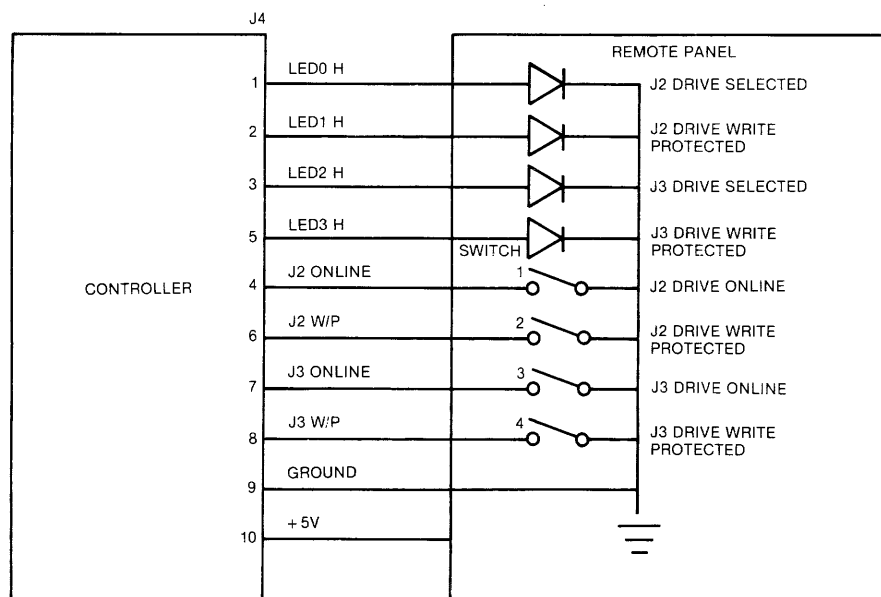 J4
REMOTE PANEL
CONTROLLER
1
LED0 H
J2 DRIVE SELECTED
2
LED1 H
J2 DRIVE WRITE
PROTECTED
3
LED2 H
J3 DRIVE SELECTED
5
LED3 H
J3 DRIVE WRITE
PROTECTED
SWITCH
4
J2 ONLINE
1
J2 DRIVE ONLINE
6
J2 W/P
2
J2 DRIVE WRITE
PROTECTED
7
J3 ONLINE
3
J3 DRIVE ONLINE
8
J3 W/P
4
J3 DRIVE WRITE
PROTECTED
9
GROUND
10
+5V